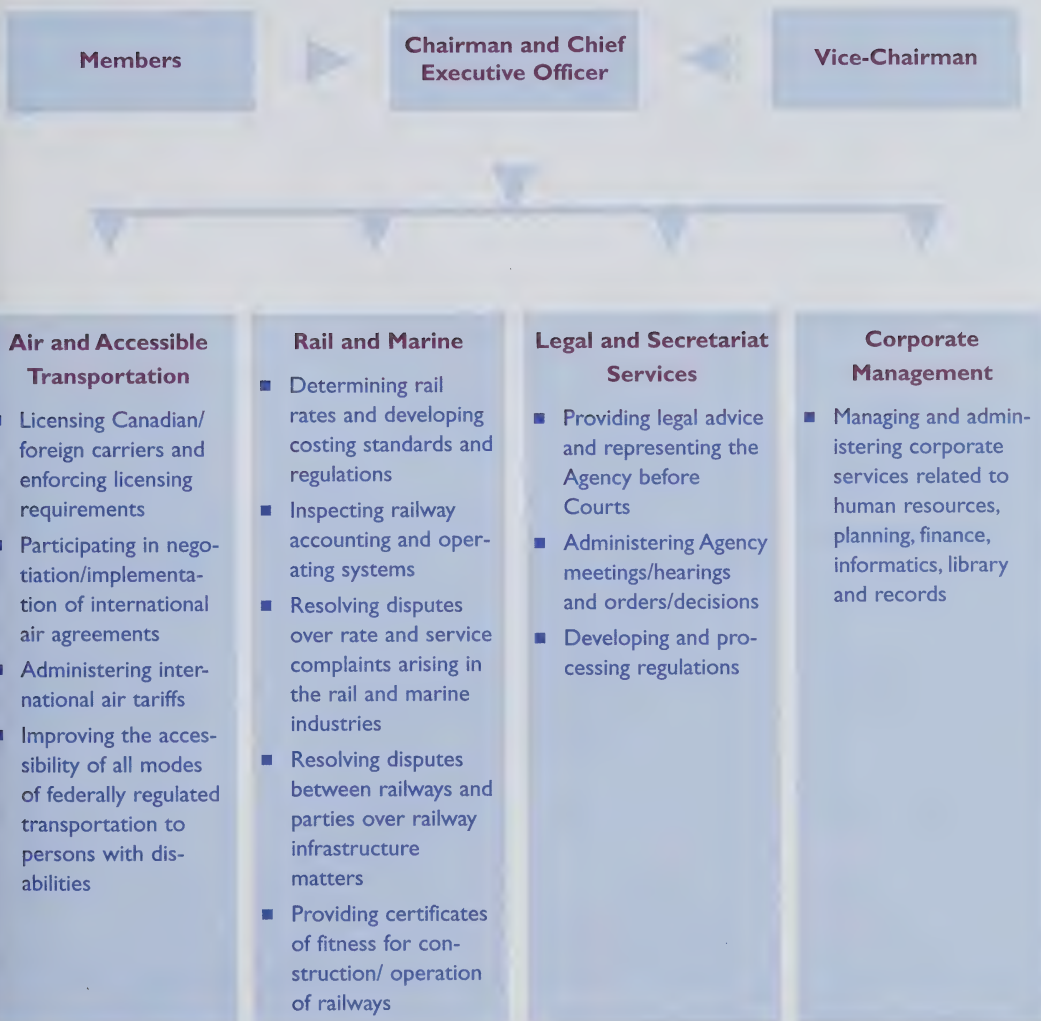 Members
Chairman and Chief
Executive Officer
Vice-Chairman
Air and Accessible
Transportation
■ Licensing Canadian/
foreign carriers and
enforcing licensing
requirements
■ Participating in nego-
tiation/implementa-
tion of international
air agreements
■ Administering inter-
national air tariffs
■ Improving the acces-
sibility of all modes
of federally regulated
transportation to
persons with dis-
abilities
Rail and Marine
■ Determining rail
rates and developing
costing standards and
regulations
■ Inspecting railway
accounting and oper-
ating systems
■ Resolving disputes
over rate and service
complaints arising in
the rail and marine
industries
■ Resolving disputes
between railways and
parties over railway
infrastructure
matters
■ Providing certificates
of fitness for con-
struction/ operation
of railways
Legal and Secretariat
Services
■ Providing legal advice
and representing the
Agency before
Courts
■ Administering Agency
meetings/hearings
and orders/decisions
■ Developing and pro-
cessing regulations
Corporate
Management
■ Managing and admin-
istering corporate
services related to
human resources,
planning, finance,
informatics, library
and records